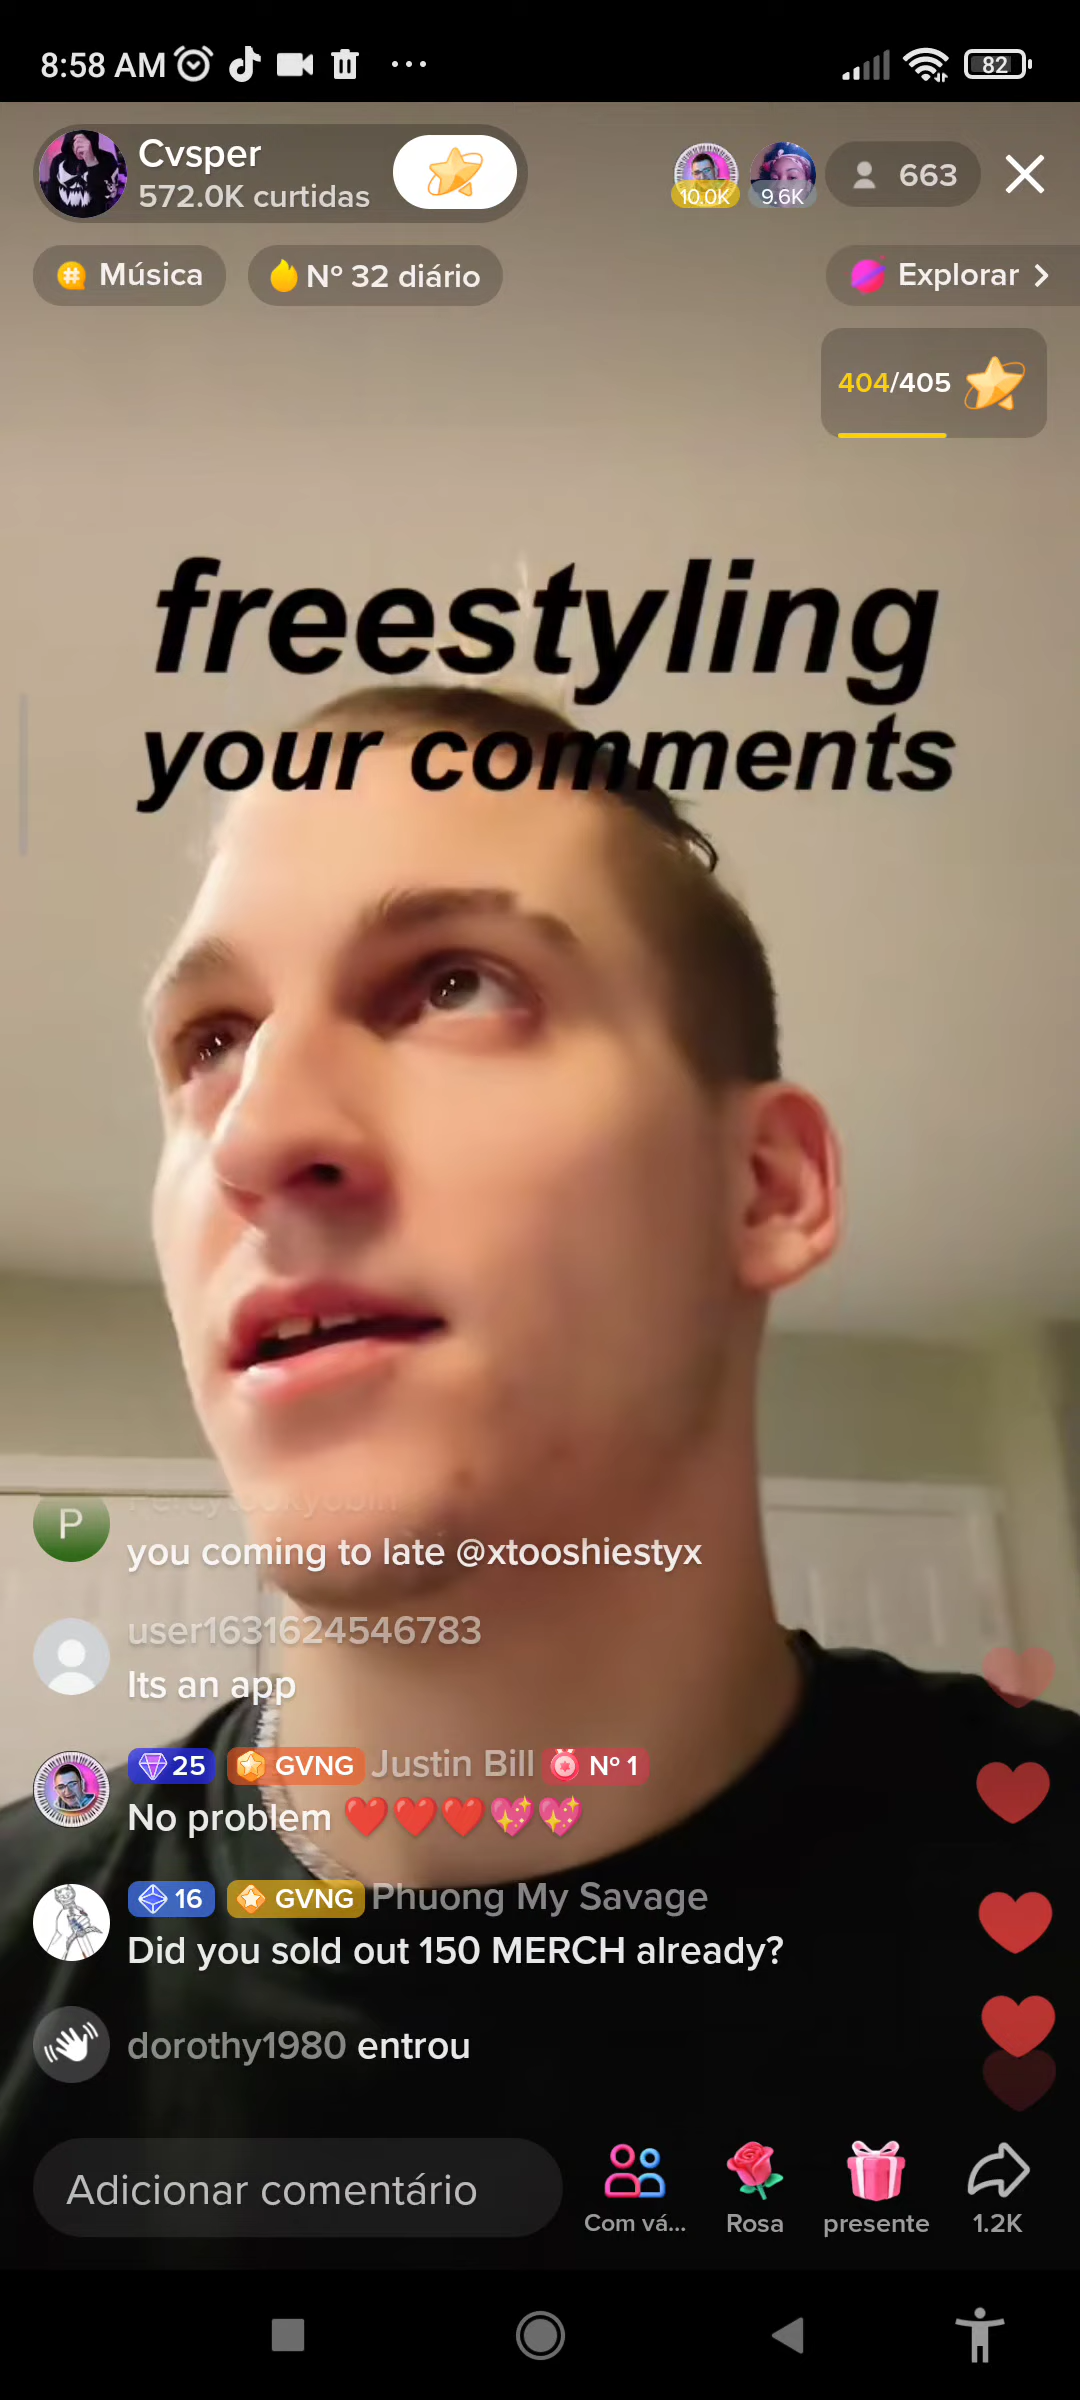 8:58 AM
82
Cvsper
572.0K curtidas
10.0K
9.6K
663
Música
Nº 32 diário
Explorar
404/405
freestyling
your comments
P
you coming to late @xtooshiestyx
user1631624546783
Its an app
25 GVNG Justin Bill Nº 1
No problem ❤️❤️❤️💖💖
16 GVNG Phuong My Savage
Did you sold out 150 MERCH already?
dorothy1980 entrou
Adicionar comentário
Com vá...
Rosa
presente
1.2K